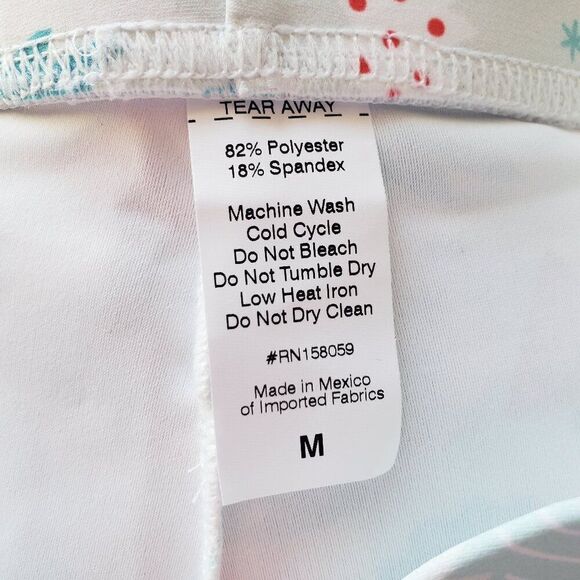 TEAR AWAY
82% Polyester
18% Spandex
Machine Wash
Cold Cycle
Do Not Bleach
Do Not Tumble Dry
Low Heat Iron
Do Not Dry Clean
#RN158059
Made in Mexico
of Imported Fabrics
M